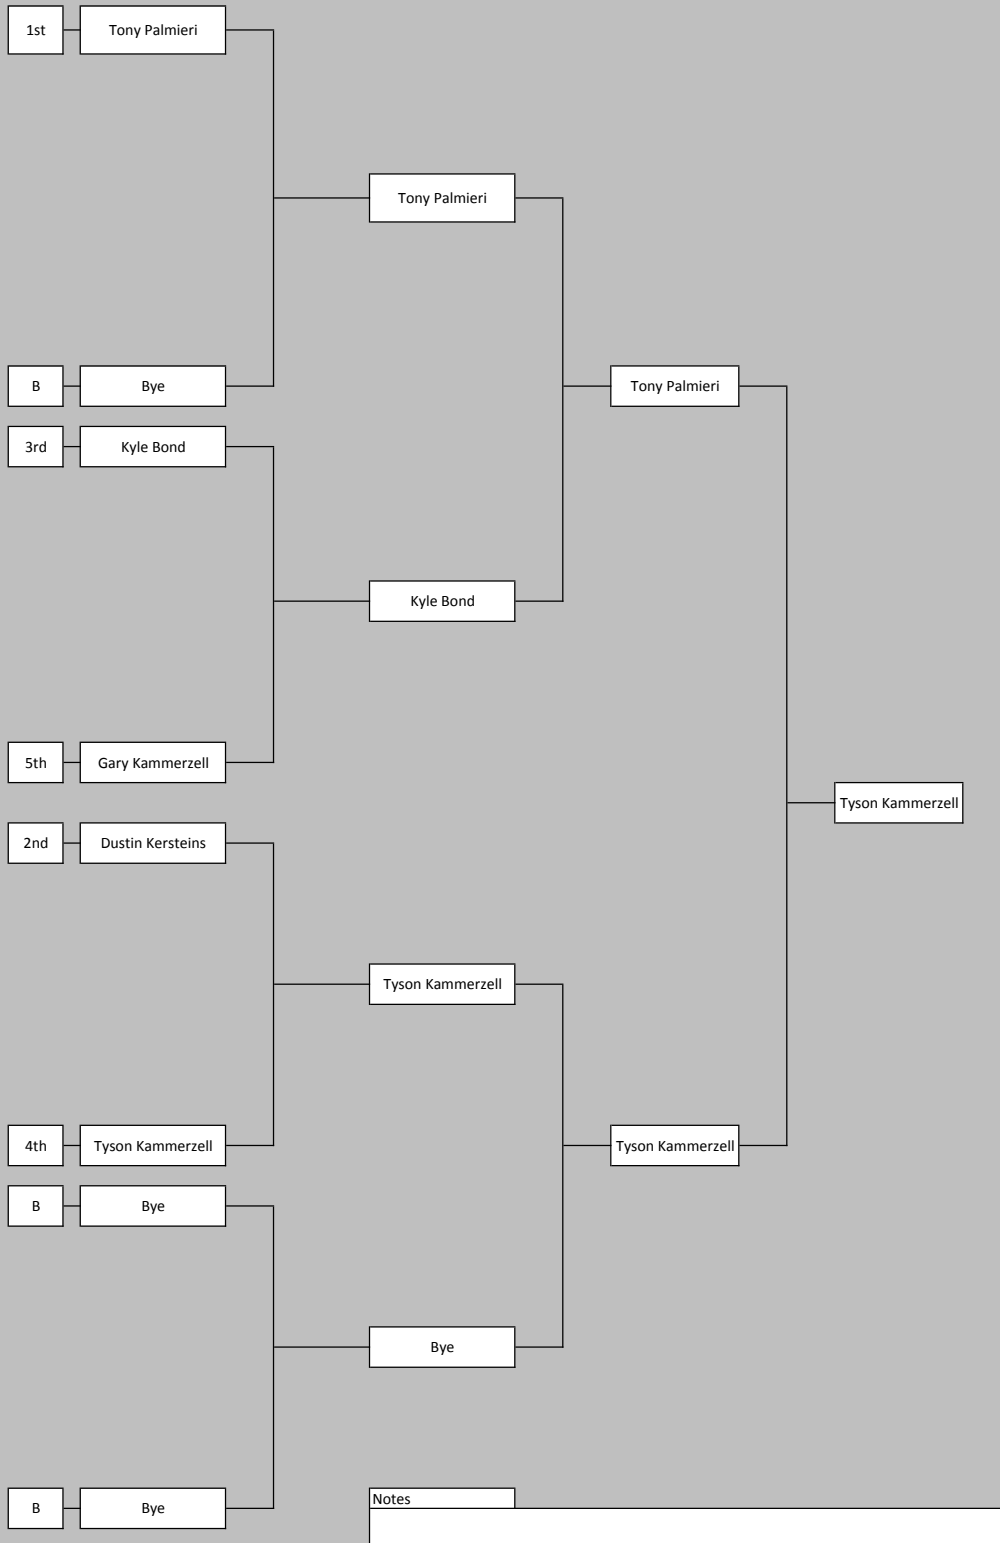 1st Tony Palmieri
Tony Palmieri
B Bye
Tony Palmieri
3rd Kyle Bond
Kyle Bond
5th Gary Kammerzell
Tyson Kammerzell
2nd Dustin Kersteins
Tyson Kammerzell
4th Tyson Kammerzell
Tyson Kammerzell
B Bye
Bye
Notes
B Bye